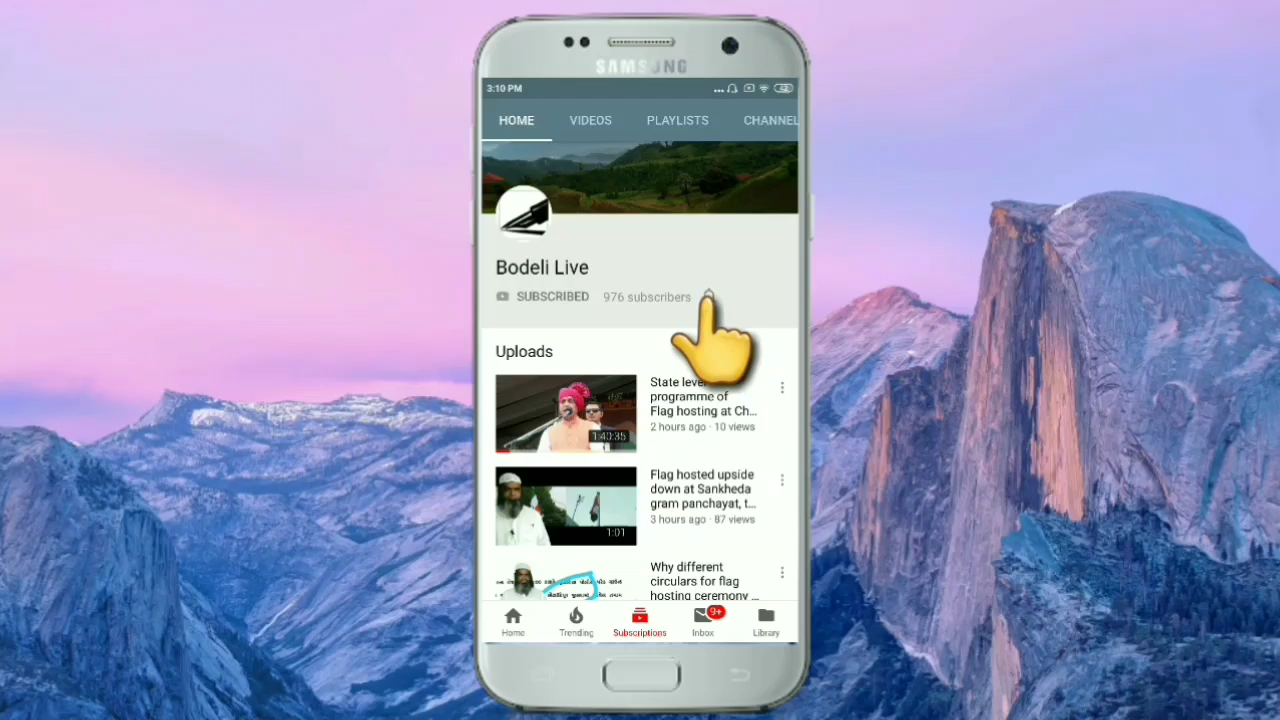 SAMSUNG
3:10 PM
HOME VIDEOS PLAYLISTS CHANNEL
Bodeli Live
SUBSCRIBED 976 subscribers
Uploads
State level
programme of
Flag hosting at Ch...
2 hours ago · 10 views
1:40:35
Flag hosted upside
down at Sankheda
gram panchayat, t...
3 hours ago · 87 views
1:01
Why different
circulars for flag
hosting ceremony ...
9+
Home Trending Subscriptions Inbox Library